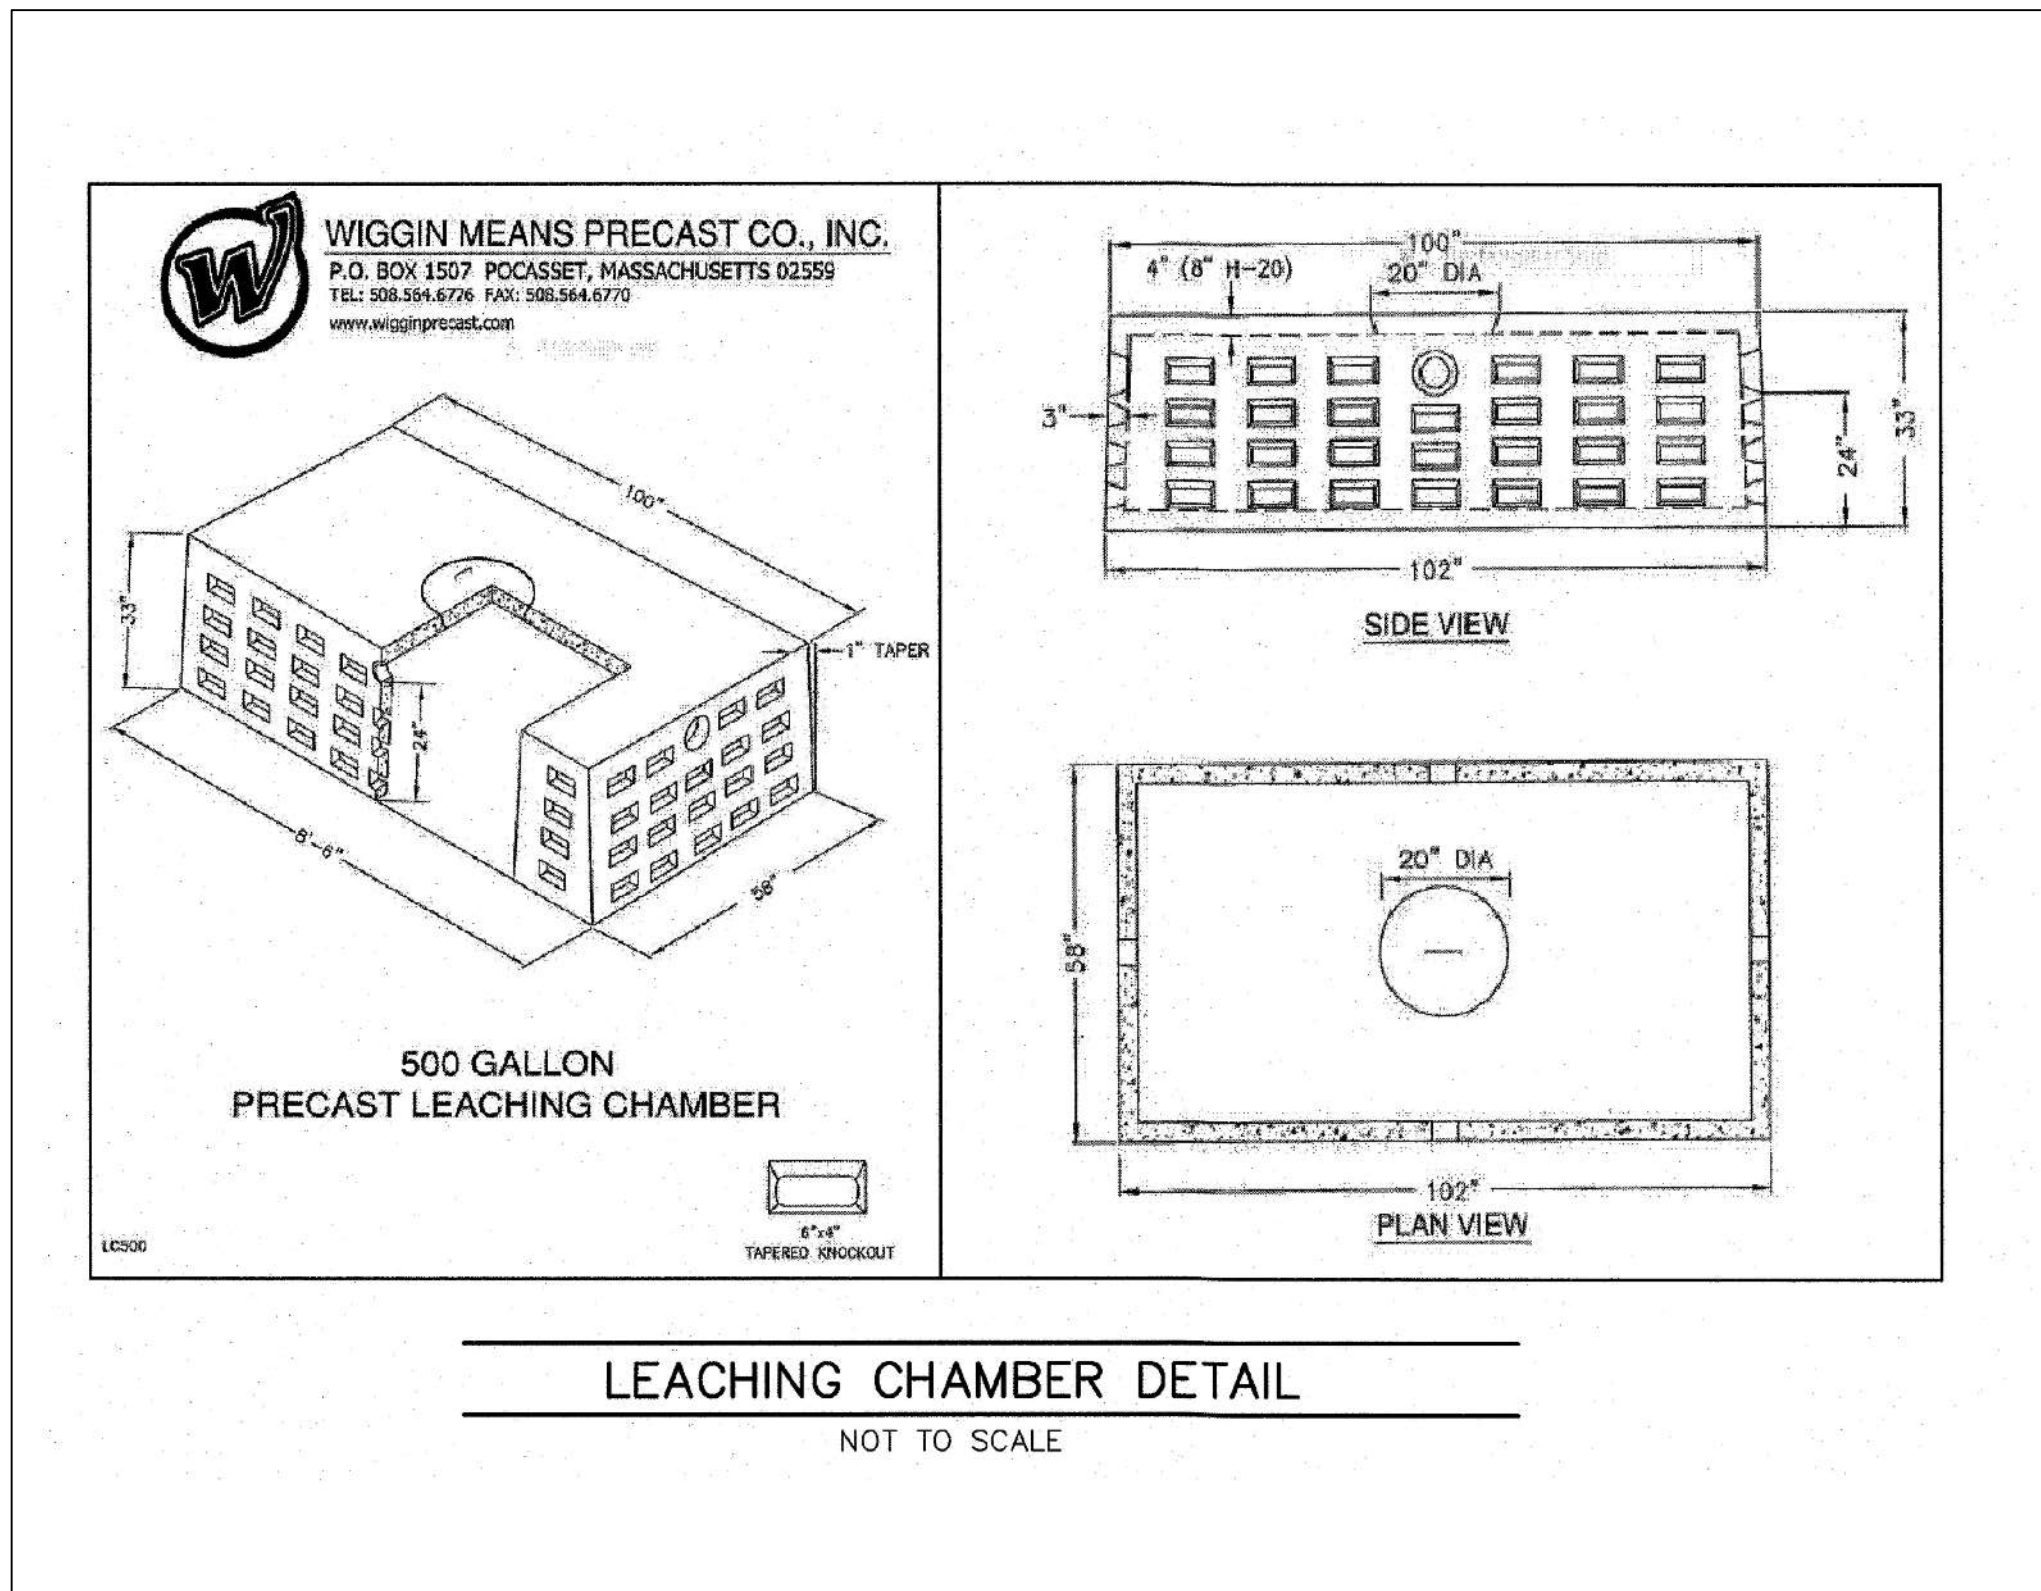 W
WIGGIN MEANS PRECAST CO., INC.
P.O. BOX 1507 POCASSET, MASSACHUSETTS 02559
TEL: 508.564.6776 FAX: 508.564.6770
www.wigginprecast.com
100"
33"
1" TAPER
24"
8'-6"
58"
500 GALLON
PRECAST LEACHING CHAMBER
6"x4"
TAPERED KNOCKOUT
LC500
100"
4" (8" H-20)
20" DIA
3"
24"
33"
102"
SIDE VIEW
20" DIA
58"
102"
PLAN VIEW
LEACHING CHAMBER DETAIL
NOT TO SCALE